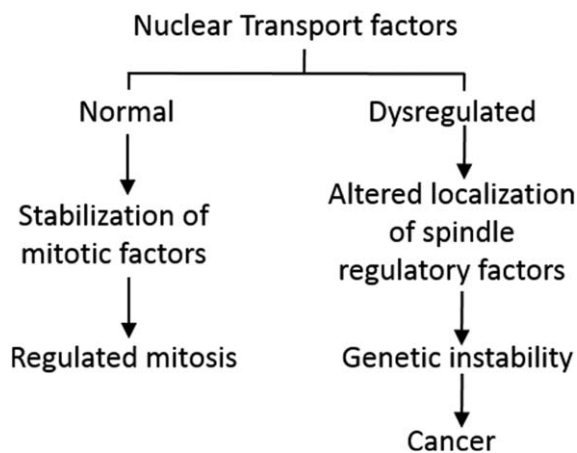 Nuclear Transport factors
Normal
Dysregulated
Stabilization of
mitotic factors
Altered localization
of spindle
regulatory factors
Regulated mitosis
Genetic instability
Cancer